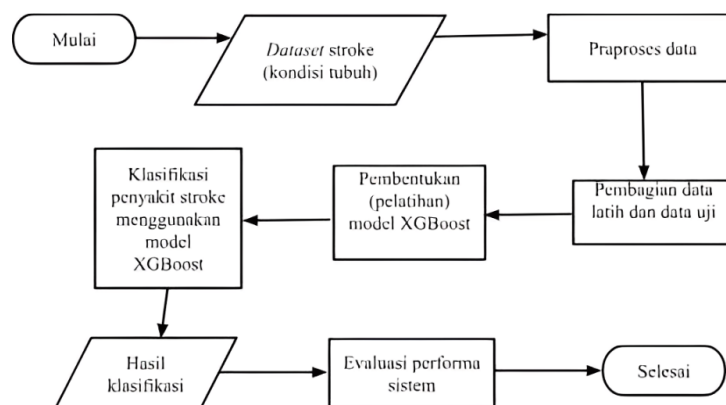 Mulai
Dataset stroke
(kondisi tubuh)
Praproses data
Pembagian data
latih dan data uji
Pembentukan
(pelatihan)
model XGBoost
Klasifikasi
penyakit stroke
menggunakan
model
XGBoost
Hasil
klasifikasi
Evaluasi performa
sistem
Selesai